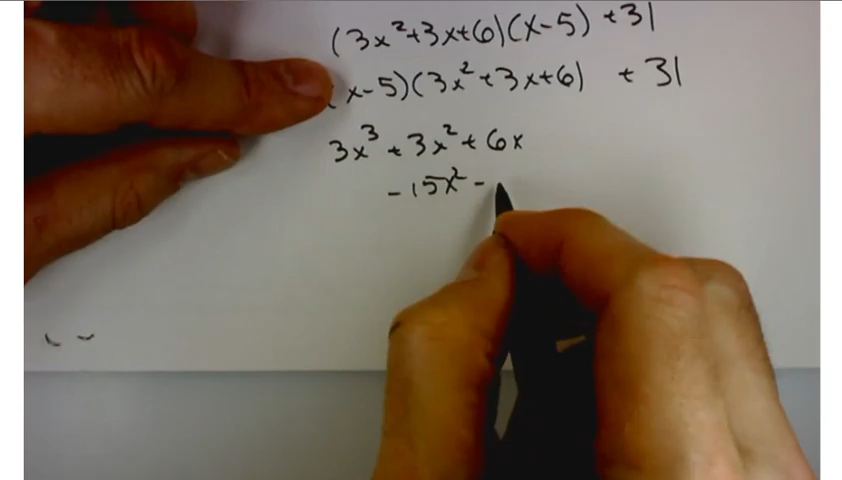 (3x²+3x+6)(x-5) +31
(x-5)(3x²+3x+6) +31
3x³+3x²+6x
-15x²-